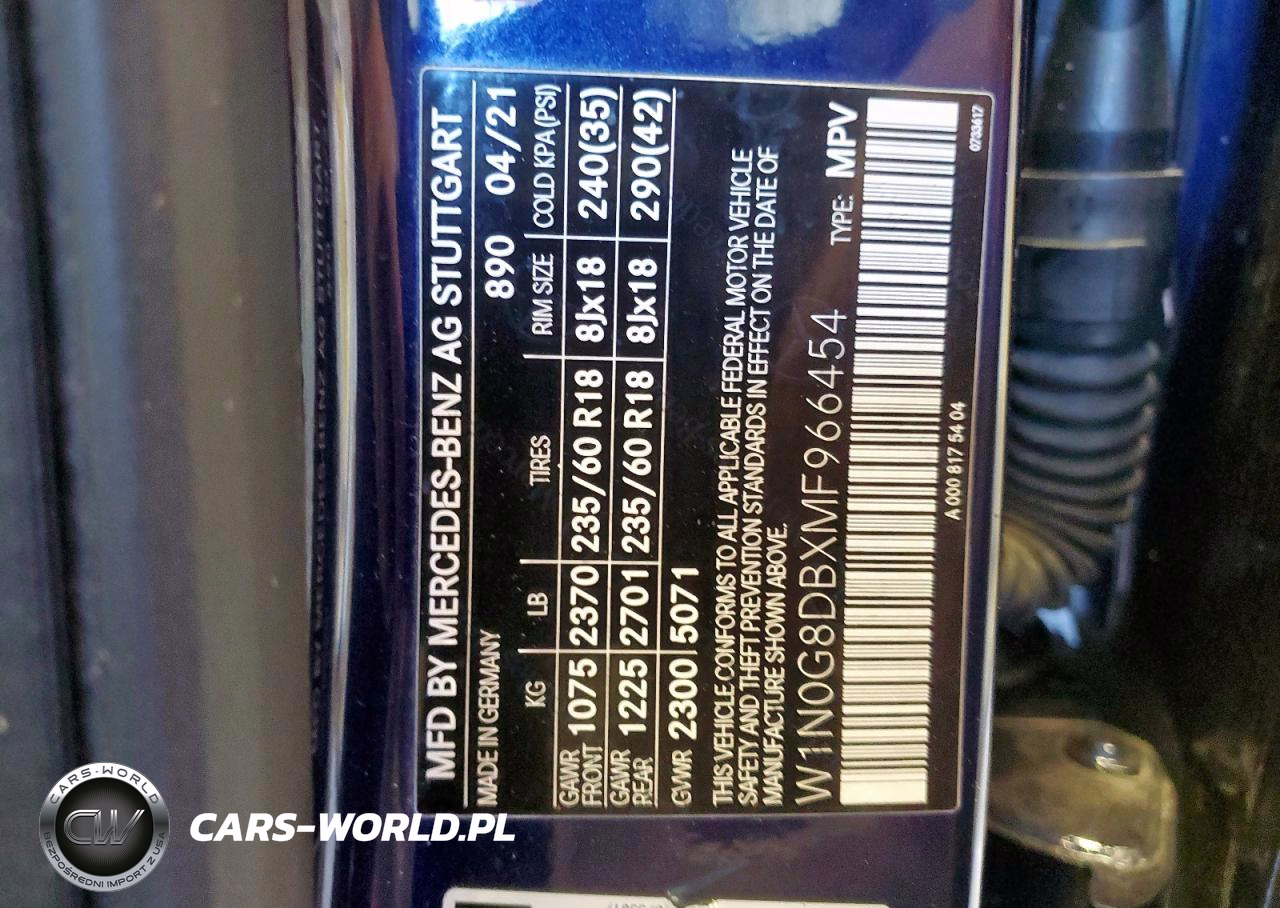 MFD BY MERCEDES-BENZ AG STUTTGART
MADE IN GERMANY 890 04/21
KG LB TIRES RIM SIZE COLD KPA (PSI)
GAWR FRONT 1075 2370 235/60 R18 8Jx18 240(35)
GAWR REAR 1225 2701 235/60 R18 8Jx18 290(42)
GVWR 2300 5071
THIS VEHICLE CONFORMS TO ALL APPLICABLE FEDERAL MOTOR VEHICLE
SAFETY AND THEFT PREVENTION STANDARDS IN EFFECT ON THE DATE OF
MANUFACTURE SHOWN ABOVE.
W1N0G8DBXMF966454 TYPE: MPV
A 000 817 54 04 0733617
CARS-WORLD
CW
BEZPOŚREDNI IMPORT Z USA
CARS-WORLD.PL